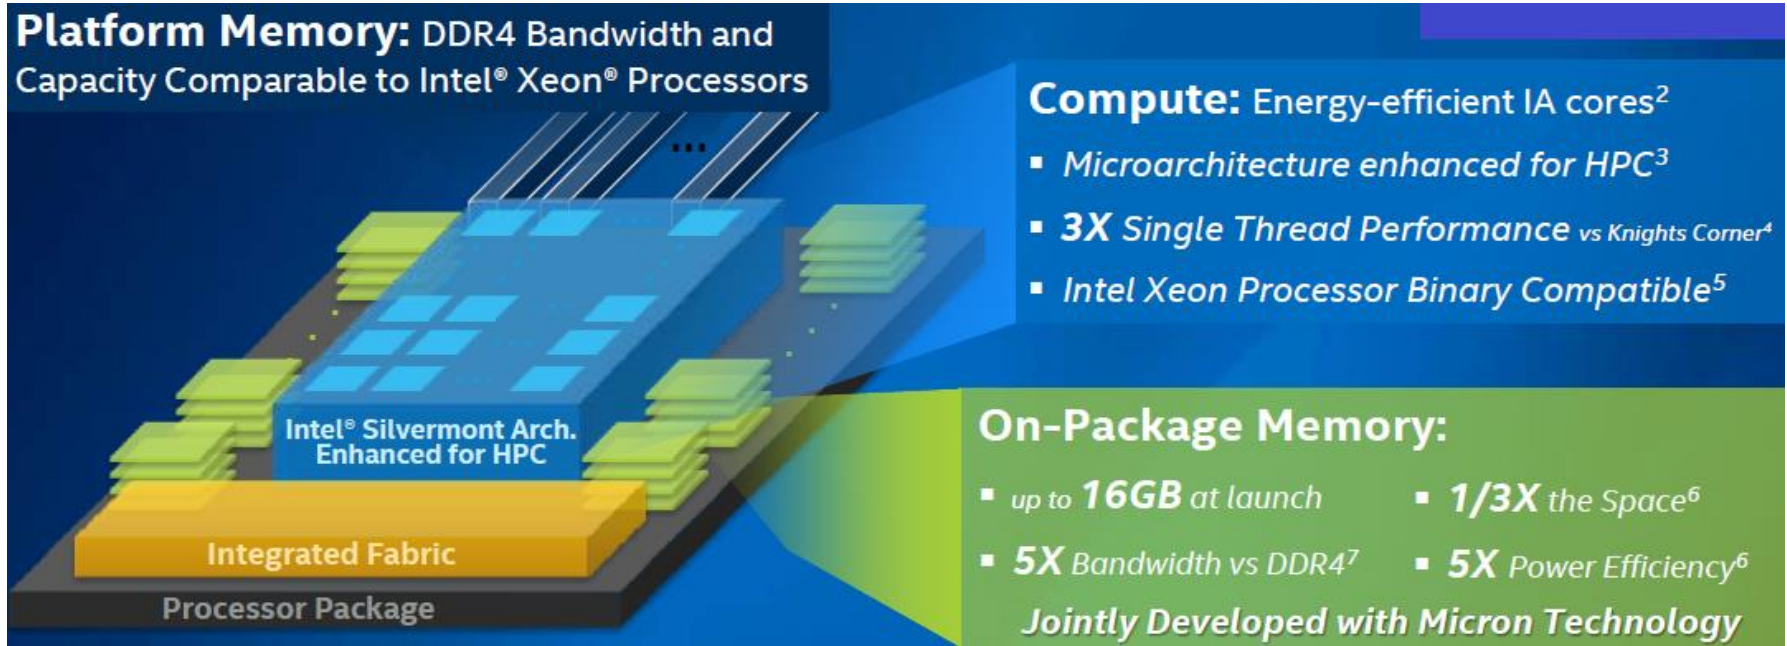 Platform Memory: DDR4 Bandwidth and
Capacity Comparable to Intel® Xeon® Processors
Compute: Energy-efficient IA cores²
▪ Microarchitecture enhanced for HPC³
▪ 3X Single Thread Performance vs Knights Corner⁴
▪ Intel Xeon Processor Binary Compatible⁵
...
Intel® Silvermont Arch.
Enhanced for HPC
Integrated Fabric
Processor Package
On-Package Memory:
▪ up to 16GB at launch
▪ 1/3X the Space⁶
▪ 5X Bandwidth vs DDR4⁷
▪ 5X Power Efficiency⁶
Jointly Developed with Micron Technology